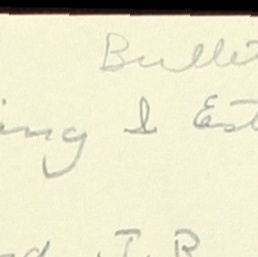 Bullet
ing & Est
d J. R.